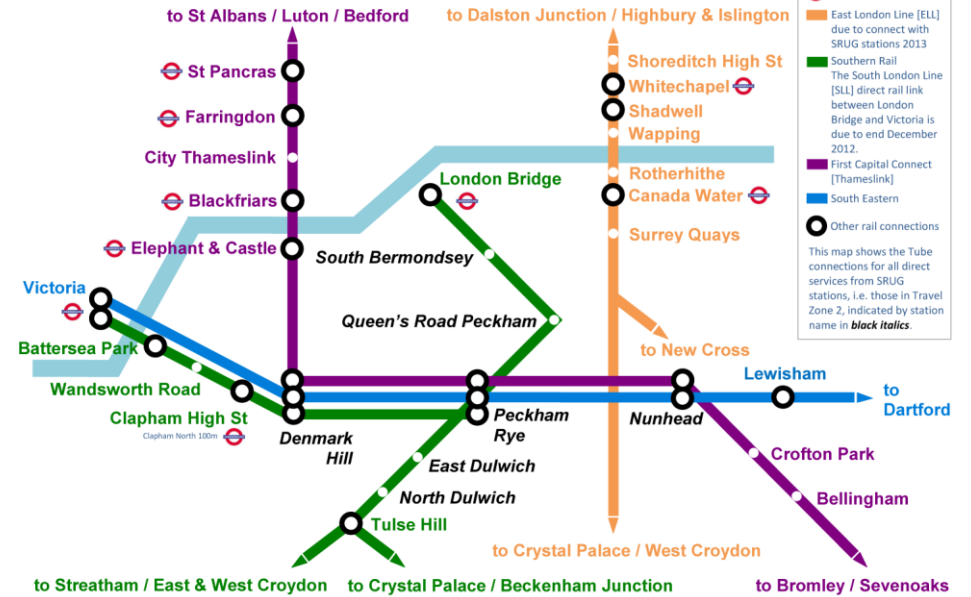 to St Albans / Luton / Bedford
to Dalston Junction / Highbury & Islington
St Pancras
Farringdon
City Thameslink
Blackfriars
Elephant & Castle
Victoria
Battersea Park
Wandsworth Road
Clapham High St
Clapham North 100m
Denmark
Hill
London Bridge
South Bermondsey
Queen's Road Peckham
Peckham
Rye
East Dulwich
North Dulwich
Tulse Hill
to Streatham / East & West Croydon
to Crystal Palace / Beckenham Junction
Shoreditch High St
Whitechapel
Shadwell
Wapping
Rotherhithe
Canada Water
Surrey Quays
to New Cross
to Crystal Palace / West Croydon
Nunhead
Lewisham
to
Dartford
Crofton Park
Bellingham
to Bromley / Sevenoaks
East London Line [ELL]
due to connect with
SRUG stations 2013
Southern Rail
The South London Line
[SLL] direct rail link
between London
Bridge and Victoria is
due to end December
2012.
First Capital Connect
[Thameslink]
South Eastern
Other rail connections
This map shows the Tube
connections for all direct
services from SRUG
stations, i.e. those in Travel
Zone 2, indicated by station
name in black italics.